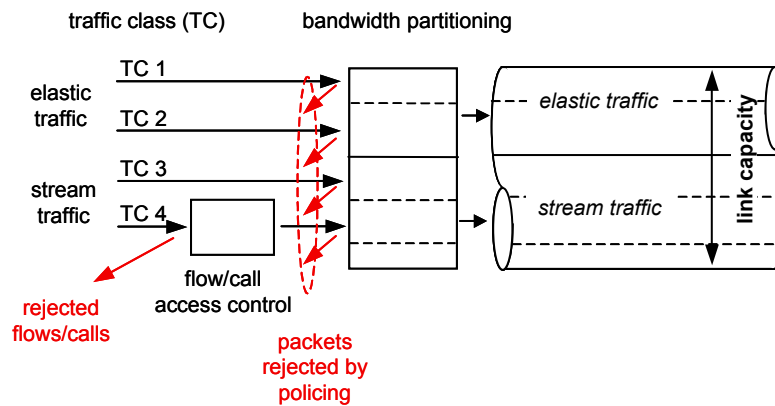 traffic class (TC)
bandwidth partitioning
TC 1
elastic
traffic
TC 2
TC 3
stream
traffic
TC 4
elastic traffic
stream traffic
link capacity
flow/call
access control
rejected
flows/calls
packets
rejected by
policing